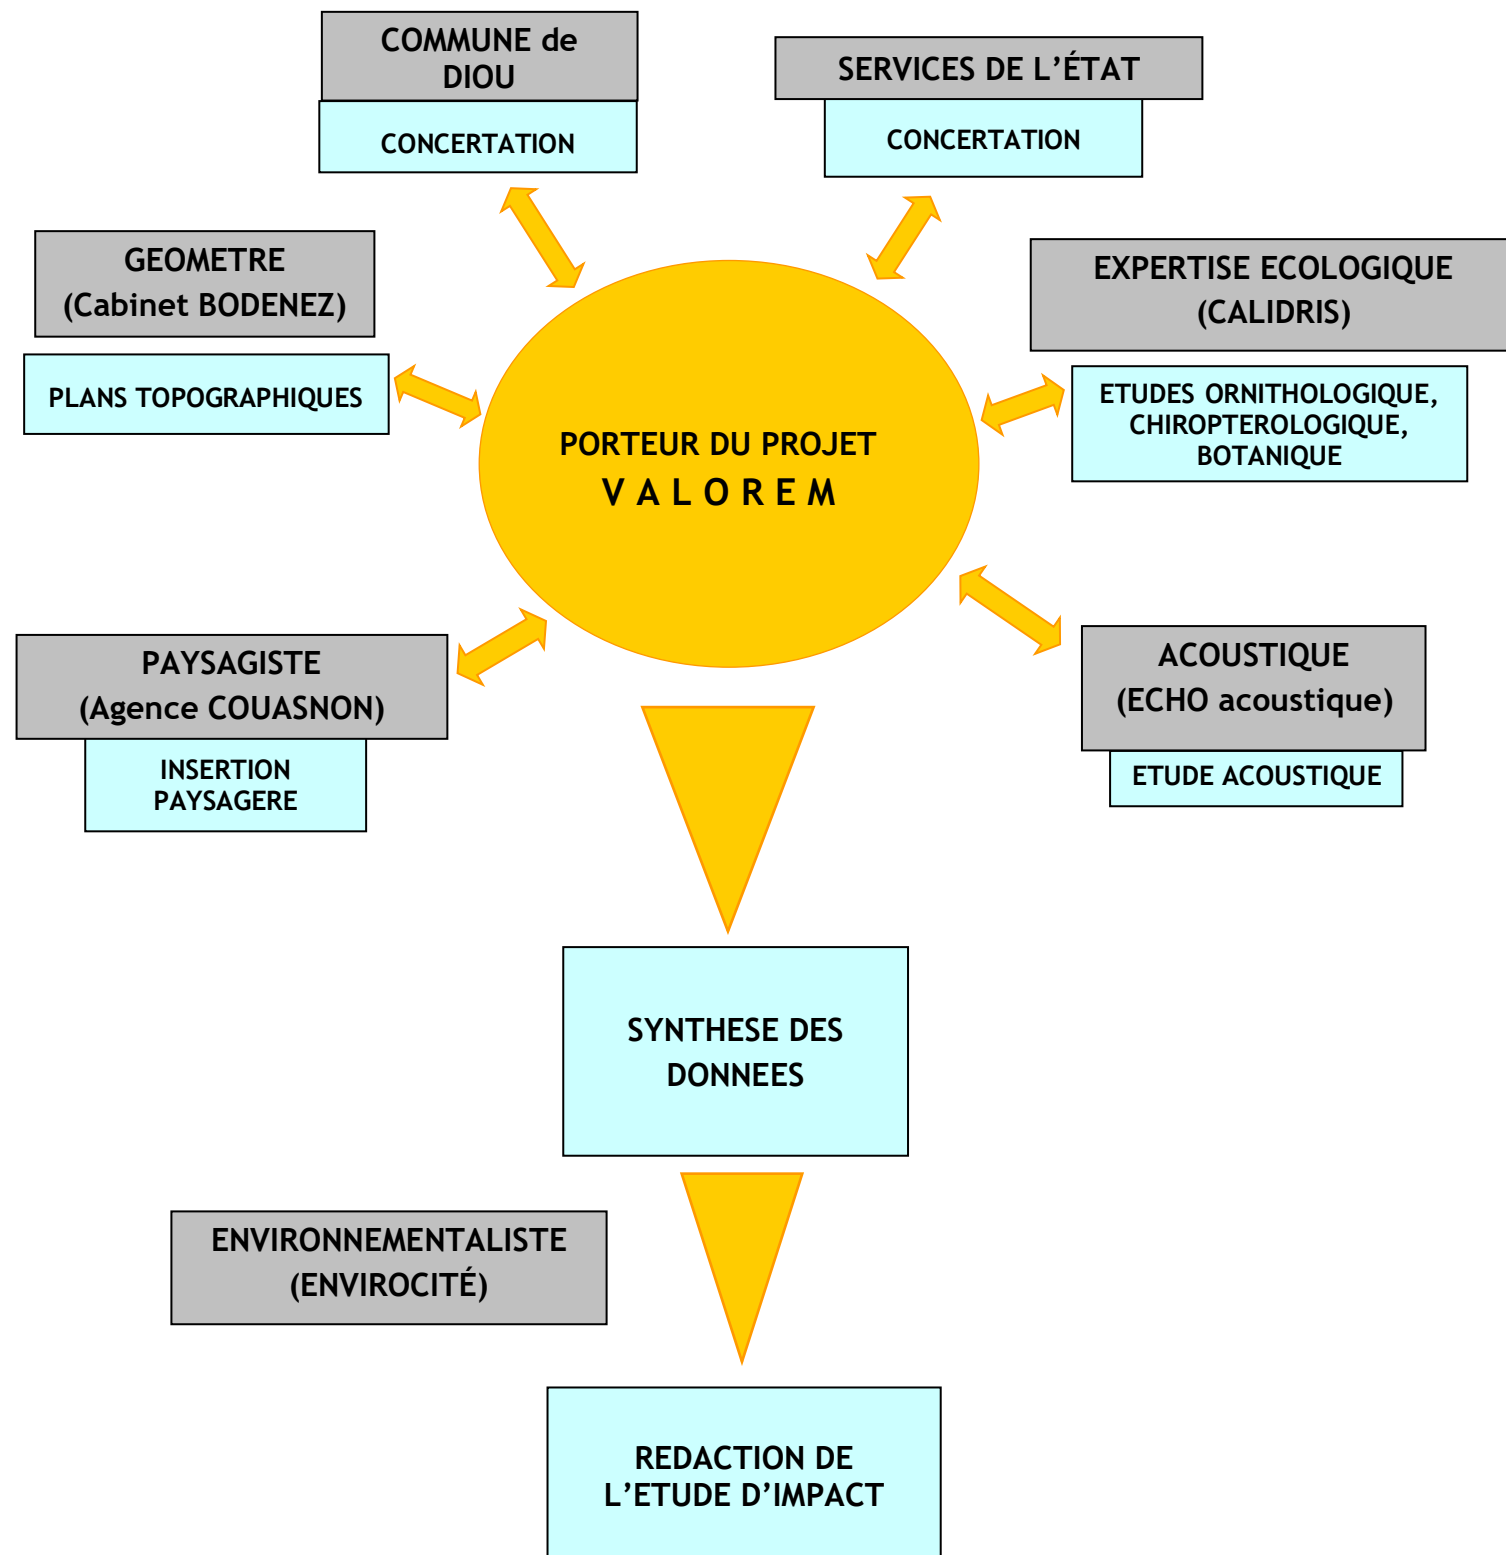 COMMUNE de
DIOU
CONCERTATION
SERVICES DE L’ÉTAT
CONCERTATION
GEOMETRE
(Cabinet BODENEZ)
PLANS TOPOGRAPHIQUES
EXPERTISE ECOLOGIQUE
(CALIDRIS)
ETUDES ORNITHOLOGIQUE,
CHIROPTEROLOGIQUE,
BOTANIQUE
PORTEUR DU PROJET
V A L O R E M
PAYSAGISTE
(Agence COUASNON)
INSERTION
PAYSAGERE
ACOUSTIQUE
(ECHO acoustique)
ETUDE ACOUSTIQUE
SYNTHESE DES
DONNEES
ENVIRONNEMENTALISTE
(ENVIROCITÉ)
REDACTION DE
L’ETUDE D’IMPACT